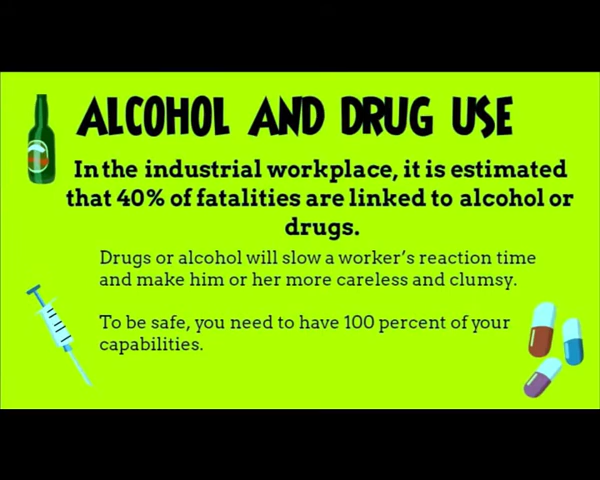 ALCOHOL AND DRUG USE
In the industrial workplace, it is estimated
that 40% of fatalities are linked to alcohol or
drugs.
Drugs or alcohol will slow a worker's reaction time
and make him or her more careless and clumsy.
To be safe, you need to have 100 percent of your
capabilities.